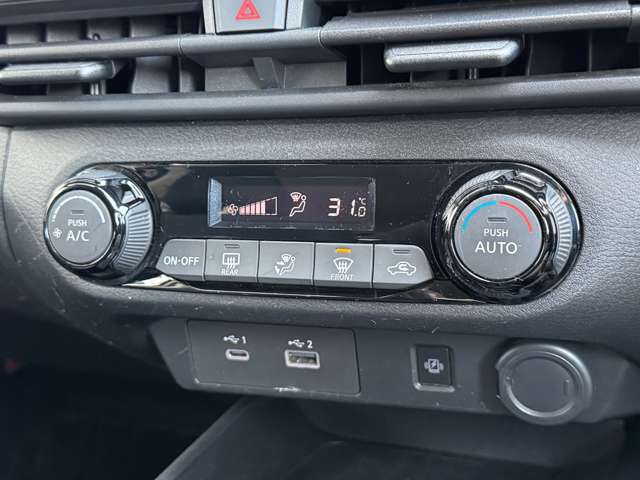 31.0°C
PUSH
A/C
PUSH
AUTO
ON·OFF
REAR
FRONT
1
2